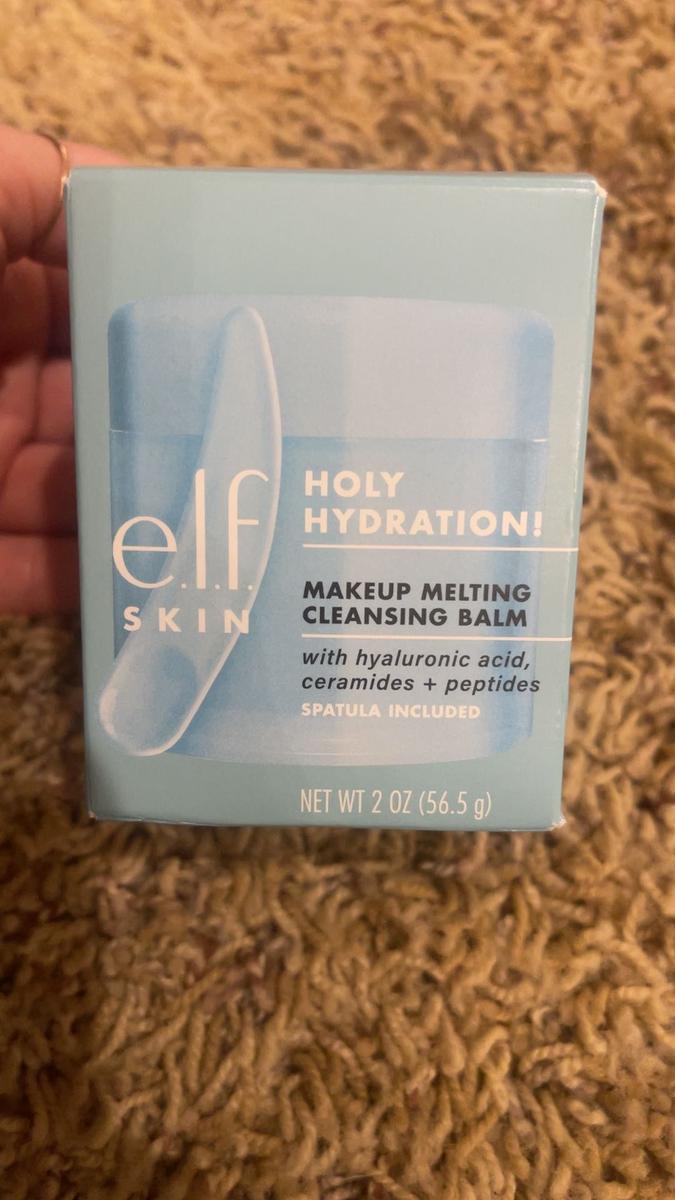 e.l.f.
SKIN
HOLY
HYDRATION!
MAKEUP MELTING
CLEANSING BALM
with hyaluronic acid,
ceramides + peptides
SPATULA INCLUDED
NET WT 2 OZ (56.5 g)